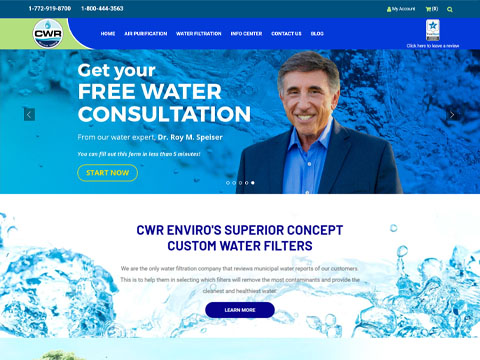 1-772-919-8700 1-800-444-3563 My Account (0)
CWR
HOME AIR PURIFICATION WATER FILTRATION INFO CENTER CONTACT US BLOG
Click here to leave a review
Get your
FREE WATER
CONSULTATION
From our water expert, Dr. Roy M. Speiser
You can fill out this form in less than 5 minutes!
START NOW
CWR ENVIRO'S SUPERIOR CONCEPT
CUSTOM WATER FILTERS
We are the only water filtration company that reviews municipal water reports of our customers.
This is to help them in selecting which filters will remove the most contaminants and provide the
cleanest and healthiest water.
LEARN MORE